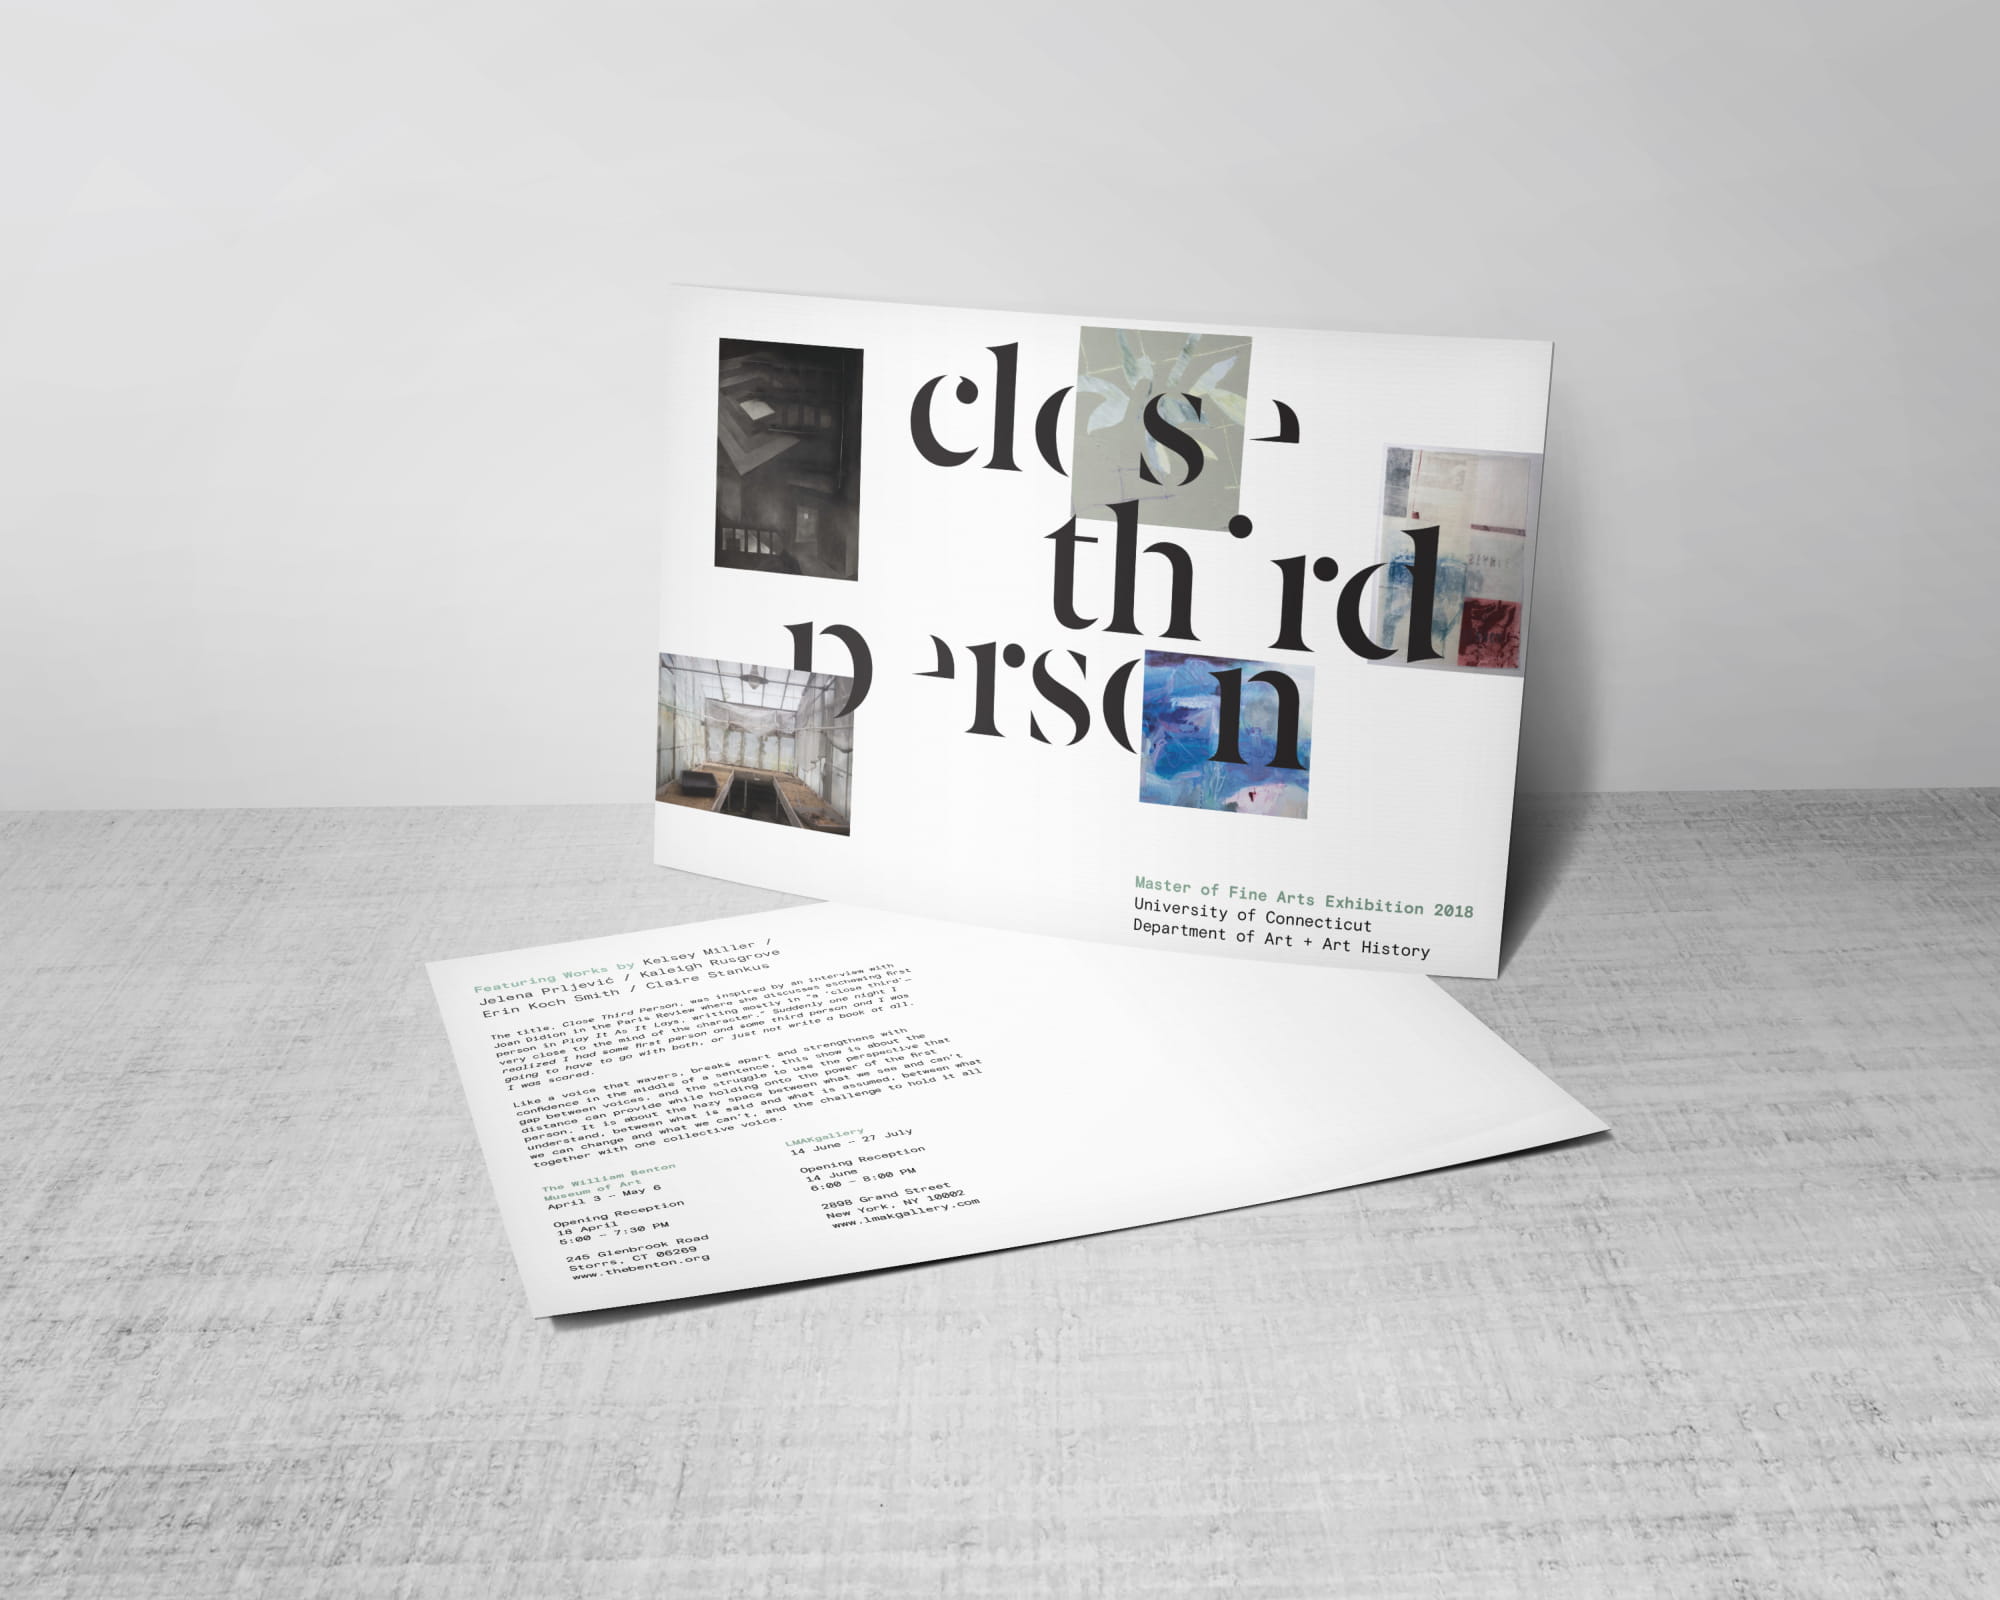 close
third
person
Master of Fine Arts Exhibition 2018
University of Connecticut
Department of Art + Art History
Featuring Works by Kelsey Miller /
Jelena Prljević / Kaleigh Rusgrove
Erin Koch Smith / Claire Stankus
The title, Close Third Person, was inspired by an interview with
Joan Didion in the Paris Review where she discusses eschewing first
person in Play It As It Lays, writing mostly in "a 'close third'—
very close to the mind of the character." Suddenly one night I
realized I had some first person and some third person and I was
going to have to go with both, or just not write a book at all.
I was scared.
Like a voice that wavers, breaks apart and strengthens with
confidence in the middle of a sentence, this show is about the
gap between voices, and the struggle to use the perspective that
distance can provide while holding onto the power of the first
person. It is about the hazy space between what we see and can't
understand, between what is said and what is assumed, between what
we can change and what we can't, and the challenge to hold it all
together with one collective voice.
The William Benton
Museum of Art
April 3 – May 6
Opening Reception
18 April
5:00 – 7:30 PM
245 Glenbrook Road
Storrs, CT 06269
www.thebenton.org
LMAKgallery
14 June – 27 July
Opening Reception
14 June
6:00 – 8:00 PM
2898 Grand Street
New York, NY 10002
www.lmakgallery.com